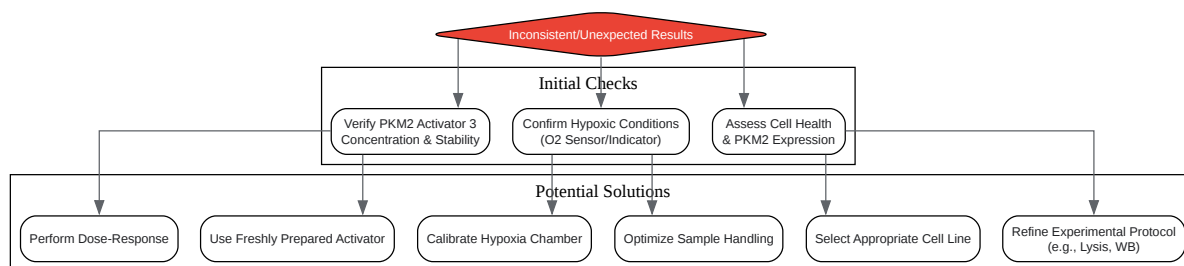 Inconsistent/Unexpected Results
Initial Checks
Verify PKM2 Activator 3
Concentration & Stability
Confirm Hypoxic Conditions
(O2 Sensor/Indicator)
Assess Cell Health
& PKM2 Expression
Potential Solutions
Perform Dose-Response
Use Freshly Prepared Activator
Calibrate Hypoxia Chamber
Optimize Sample Handling
Select Appropriate Cell Line
Refine Experimental Protocol
(e.g., Lysis, WB)